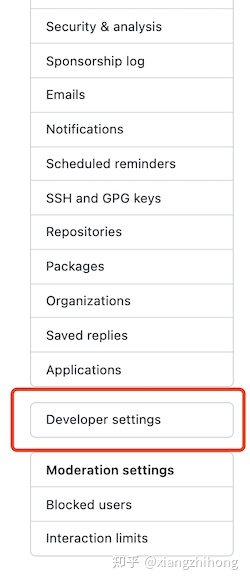 Security & analysis
Sponsorship log
Emails
Notifications
Scheduled reminders
SSH and GPG keys
Repositories
Packages
Organizations
Saved replies
Applications
Developer settings
Moderation settings
Blocked users
Interaction limits
知乎 @xiangzhihong